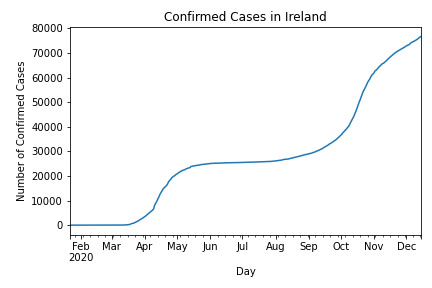 Confirmed Cases in Ireland
80000
70000
60000
50000
40000
30000
20000
10000
0
Number of Confirmed Cases
Feb Mar Apr May Jun Jul Aug Sep Oct Nov Dec
2020
Day